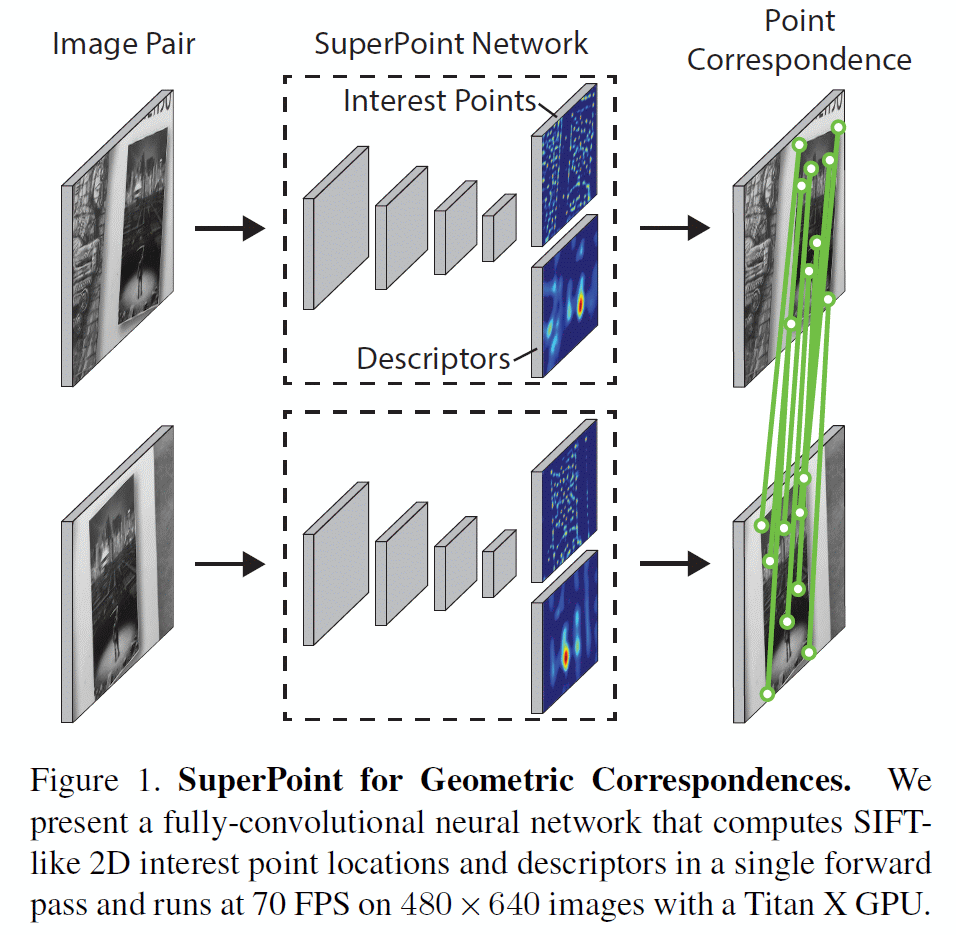 Image Pair
SuperPoint Network
Point
Correspondence
Interest Points
Descriptors
Figure 1. SuperPoint for Geometric Correspondences. We
present a fully-convolutional neural network that computes SIFT-
like 2D interest point locations and descriptors in a single forward
pass and runs at 70 FPS on 480 × 640 images with a Titan X GPU.